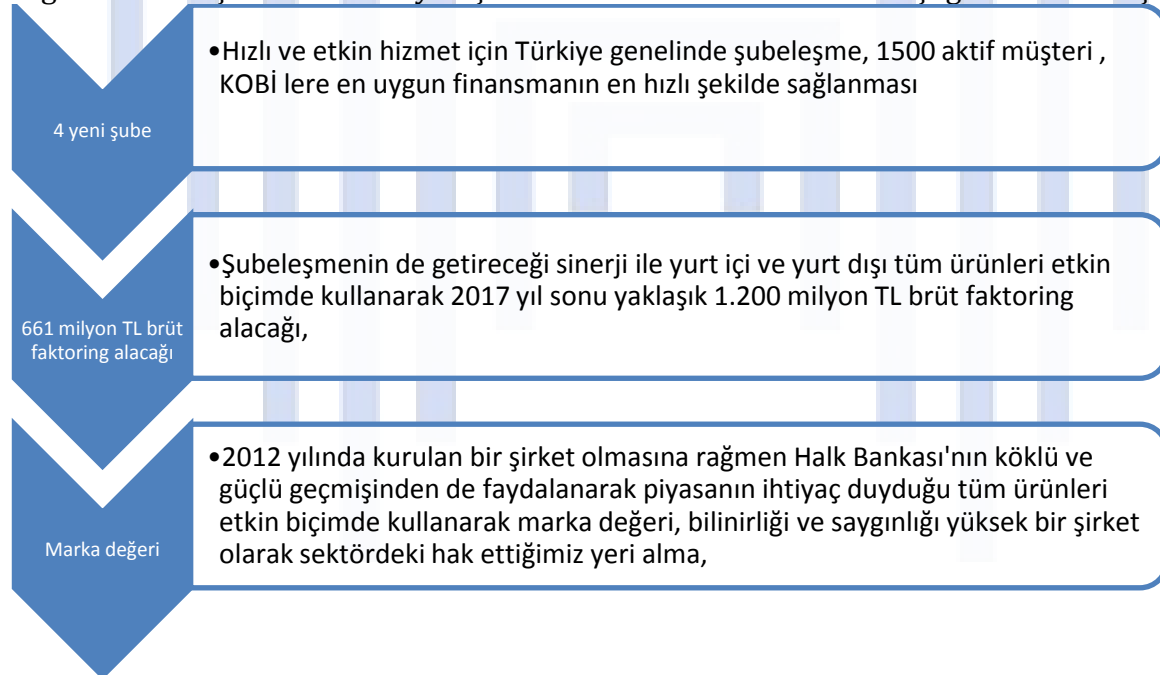 •Hızlı ve etkin hizmet için Türkiye genelinde şubeleşme, 1500 aktif müşteri ,
KOBİ lere en uygun finansmanın en hızlı şekilde sağlanması
4 yeni şube
•Şubeleşmenin de getireceği sinerji ile yurt içi ve yurt dışı tüm ürünleri etkin
biçimde kullanarak 2017 yıl sonu yaklaşık 1.200 milyon TL brüt faktoring
alacağı,
661 milyon TL brüt
faktoring alacağı
•2012 yılında kurulan bir şirket olmasına rağmen Halk Bankası'nın köklü ve
güçlü geçmişinden de faydalanarak piyasanın ihtiyaç duyduğu tüm ürünleri
etkin biçimde kullanarak marka değeri, bilinirliği ve saygınlığı yüksek bir şirket
olarak sektördeki hak ettiğimiz yeri alma,
Marka değeri